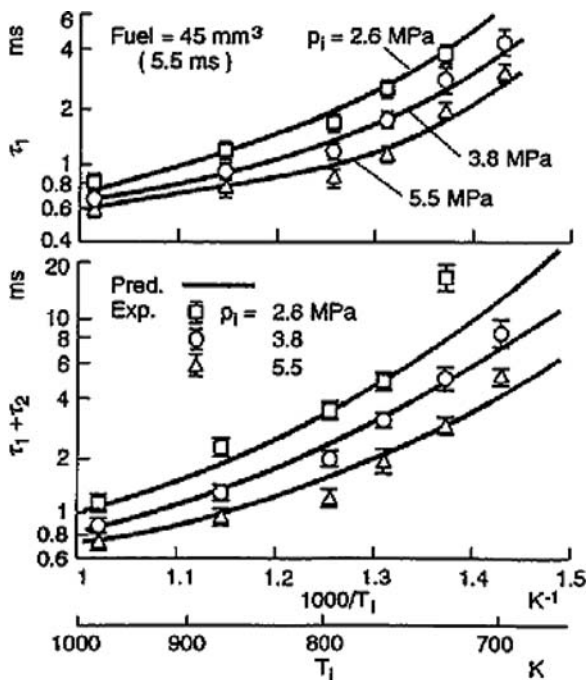 ms
6
4
2
1
0.8
0.6
0.4
τ₁
Fuel = 45 mm³
( 5.5 ms )
pᵢ = 2.6 MPa
3.8 MPa
5.5 MPa
ms
20
10
8
6
4
2
1
0.8
0.6
τ₁+τ₂
Pred.
Exp. pᵢ = 2.6 MPa
3.8
5.5
1 1.1 1.2 1.3 1.4 1.5
1000/Tᵢ K⁻¹
1000 900 800 700
Tᵢ K